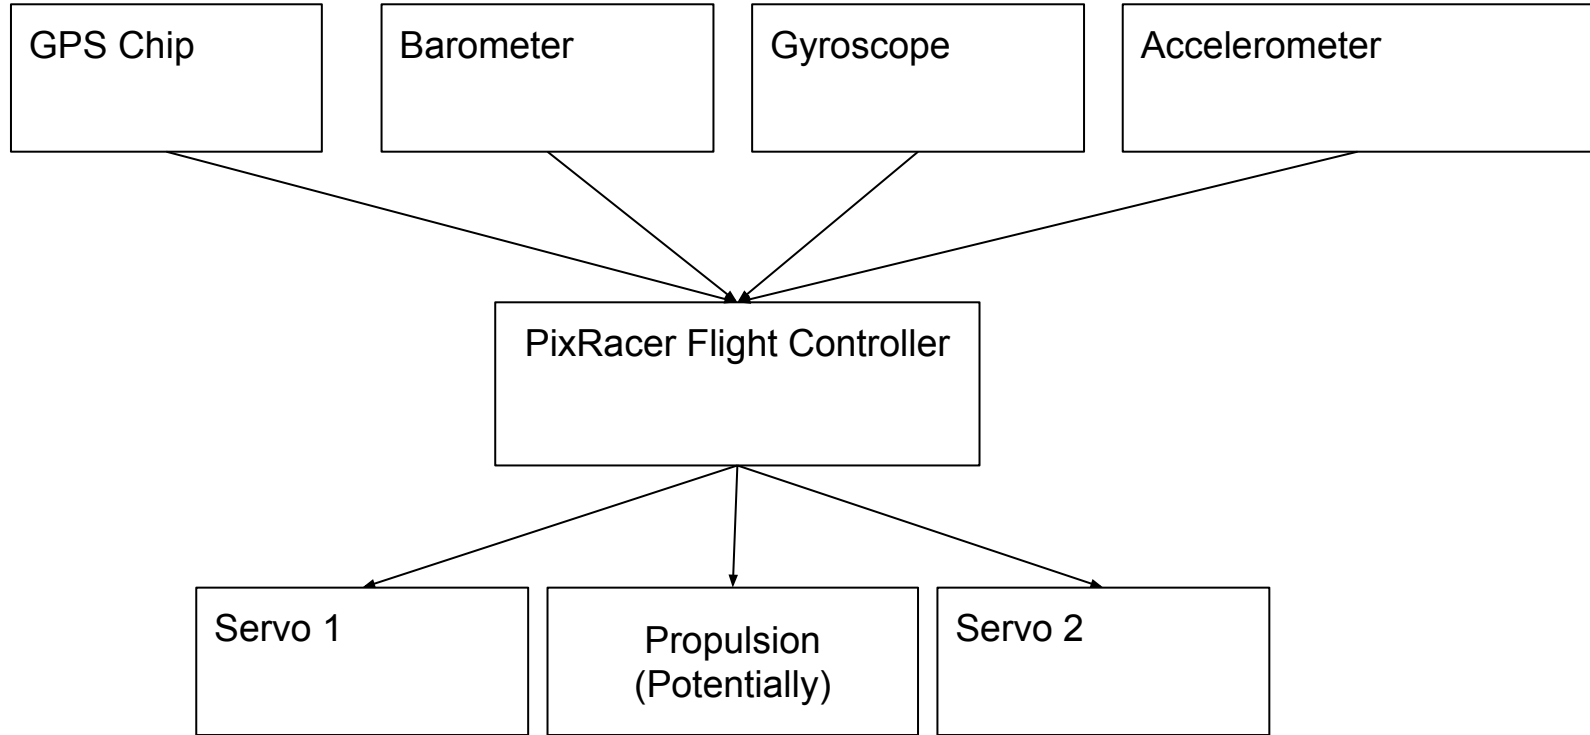 GPS Chip
Barometer
Gyroscope
Accelerometer
PixRacer Flight Controller
Servo 1
Propulsion
(Potentially)
Servo 2